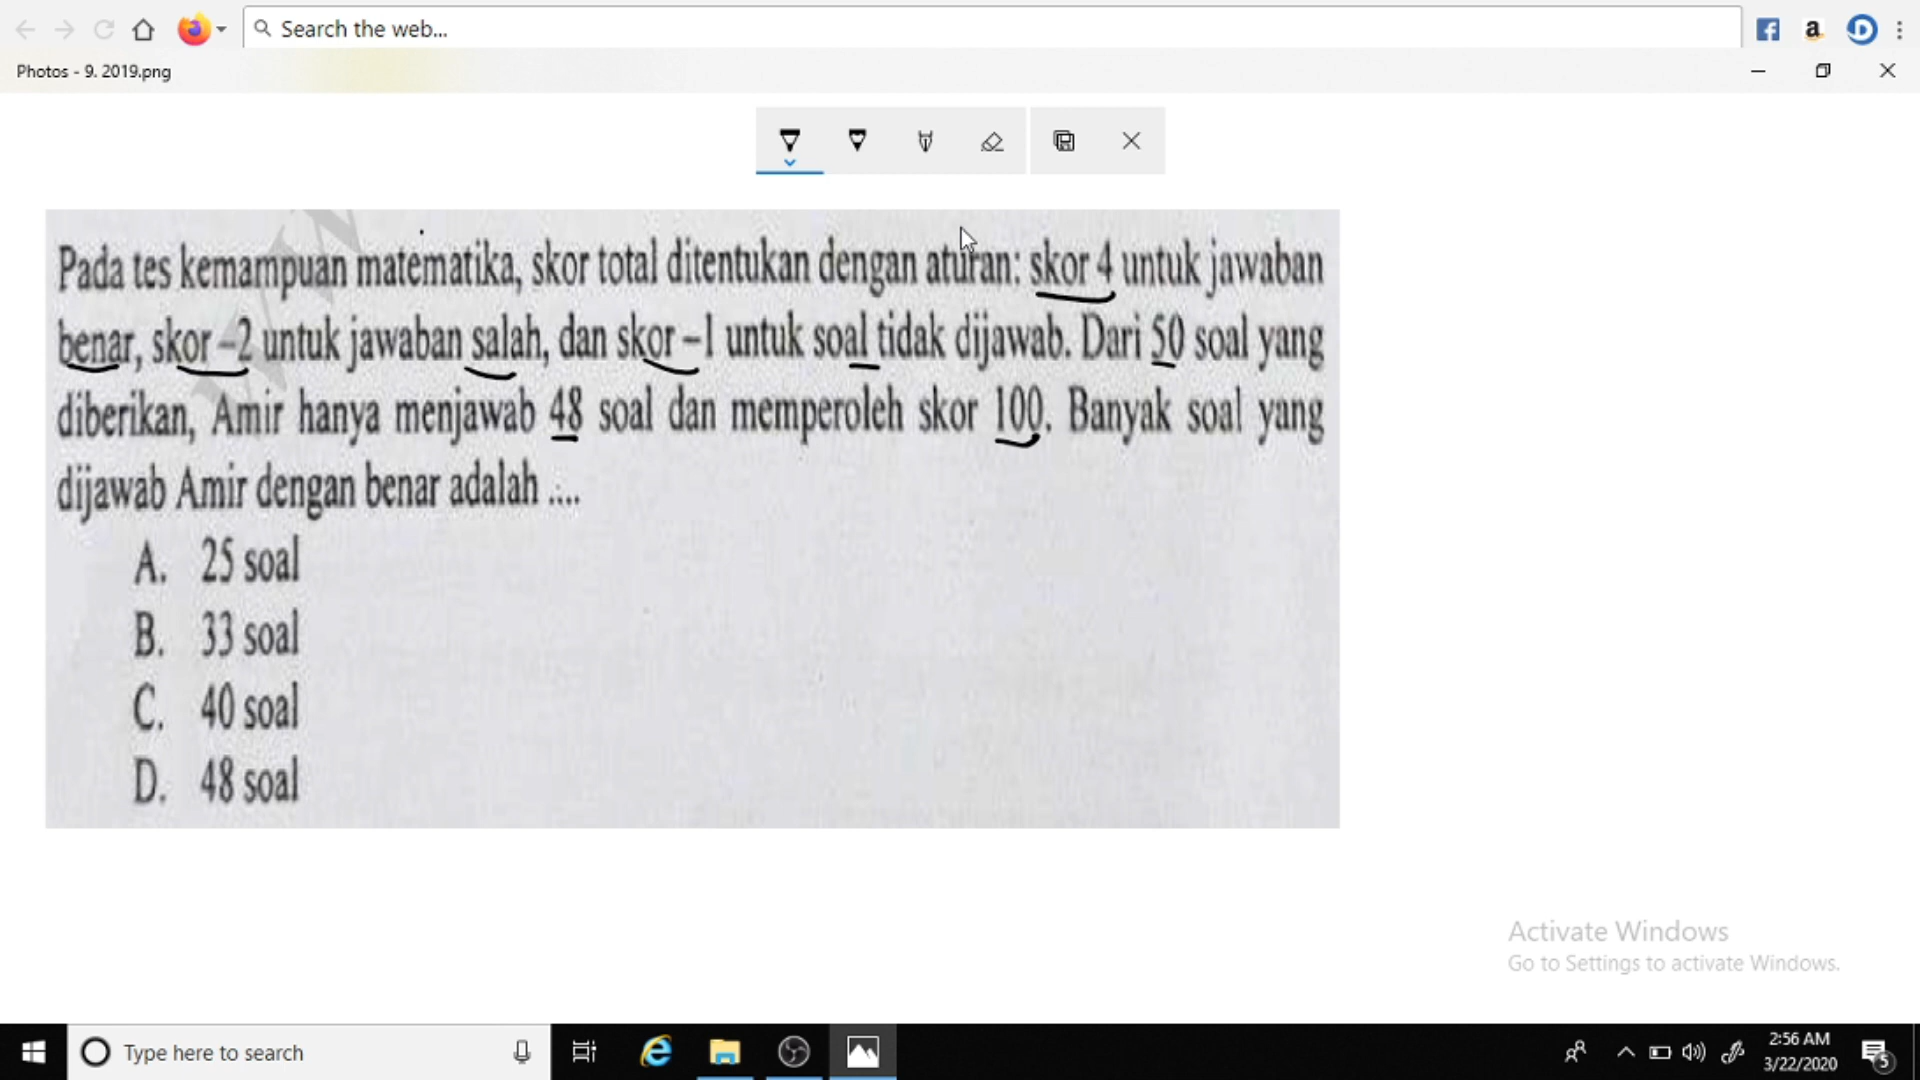 Search the web...
Photos - 9. 2019.png
Pada tes kemampuan matematika, skor total ditentukan dengan aturan: skor 4 untuk jawaban
benar, skor –2 untuk jawaban salah, dan skor –1 untuk soal tidak dijawab. Dari 50 soal yang
diberikan, Amir hanya menjawab 48 soal dan memperoleh skor 100. Banyak soal yang
dijawab Amir dengan benar adalah ....
A. 25 soal
B. 33 soal
C. 40 soal
D. 48 soal
Activate Windows
Go to Settings to activate Windows.
Type here to search
2:56 AM
3/22/2020
5